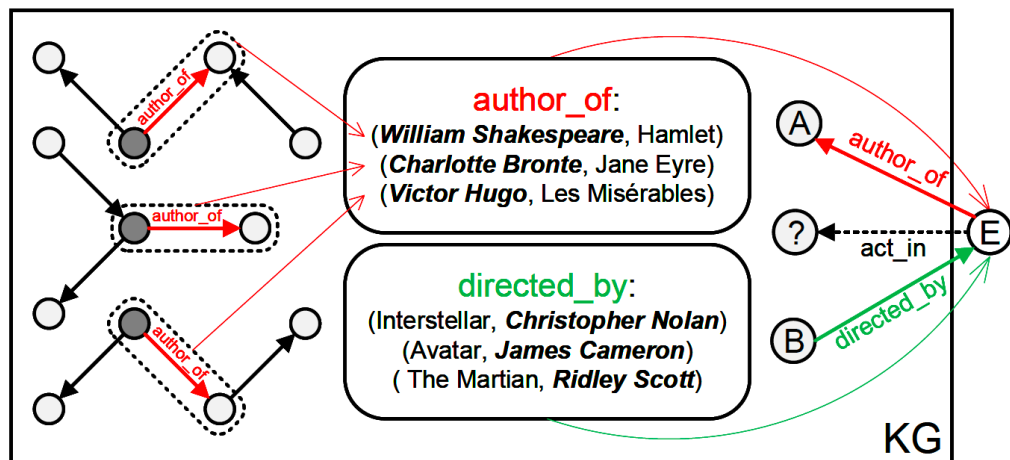 author_of
author_of
author_of
author_of:
(William Shakespeare, Hamlet)
(Charlotte Bronte, Jane Eyre)
(Victor Hugo, Les Misérables)
directed_by:
(Interstellar, Christopher Nolan)
(Avatar, James Cameron)
( The Martian, Ridley Scott)
A
author_of
?
act_in
E
B
directed_by
KG